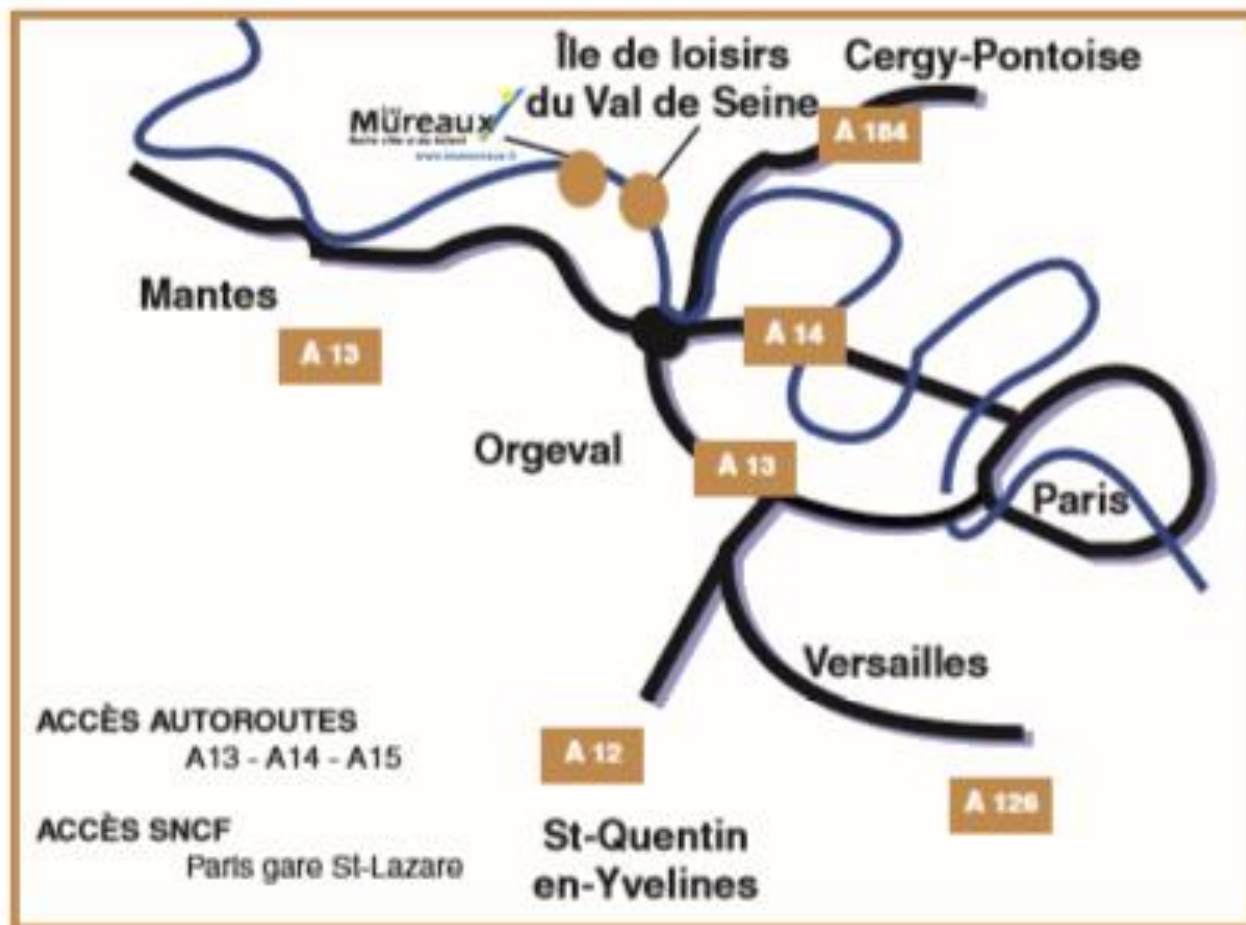 Île de loisirs
du Val de Seine
Cergy-Pontoise
Les
Mureaux
A 184
Mantes
A 13
A 14
Orgeval
A 13
Paris
Versailles
ACCÈS AUTOROUTES
A13 - A14 - A15
A 12
A 126
ACCÈS SNCF
Paris gare St-Lazare
St-Quentin
en-Yvelines